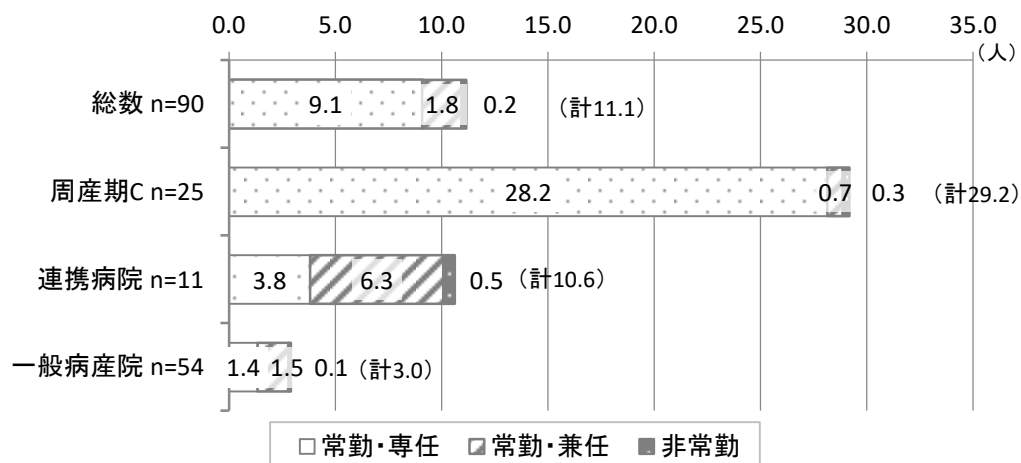 0.0 5.0 10.0 15.0 20.0 25.0 30.0 35.0
(人)
総数 n=90 9.1 1.8 0.2 (計11.1)
周産期C n=25 28.2 0.7 0.3 (計29.2)
連携病院 n=11 3.8 6.3 0.5 (計10.6)
一般病産院 n=54 1.4 1.5 0.1 (計3.0)
常勤・専任 常勤・兼任 非常勤